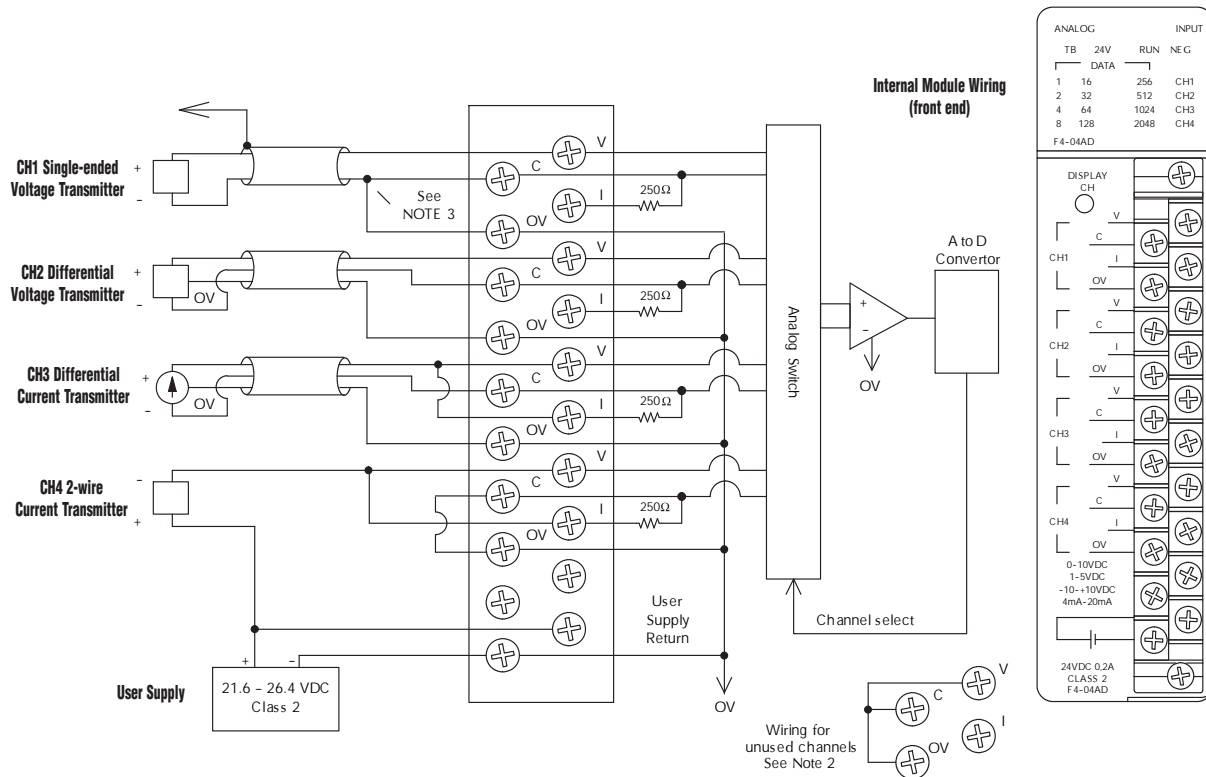 Internal Module Wiring
(front end)
CH1 Single-ended
Voltage Transmitter
+
–
See
NOTE 3
V
C
I
OV
250Ω
CH2 Differential
Voltage Transmitter
+
–
OV
V
C
I
OV
250Ω
CH3 Differential
Current Transmitter
+
–
OV
V
C
I
OV
250Ω
CH4 2-wire
Current Transmitter
–
+
V
C
I
OV
250Ω
Analog Switch
+
–
OV
A to D
Convertor
Channel select
User
Supply
Return
OV
User Supply
+ –
21.6 – 26.4 VDC
Class 2
Wiring for
unused channels
See Note 2
V
C
I
OV
ANALOG INPUT
TB 24V RUN NEG
DATA
1 16 256 CH1
2 32 512 CH2
4 64 1024 CH3
8 128 2048 CH4
F4-04AD
DISPLAY
CH
V
C
CH1
I
OV
V
C
CH2
I
OV
V
C
CH3
I
OV
V
C
CH4
I
OV
0-10VDC
1-5VDC
-10-+10VDC
4mA-20mA
24VDC 0,2A
CLASS 2
F4-04AD